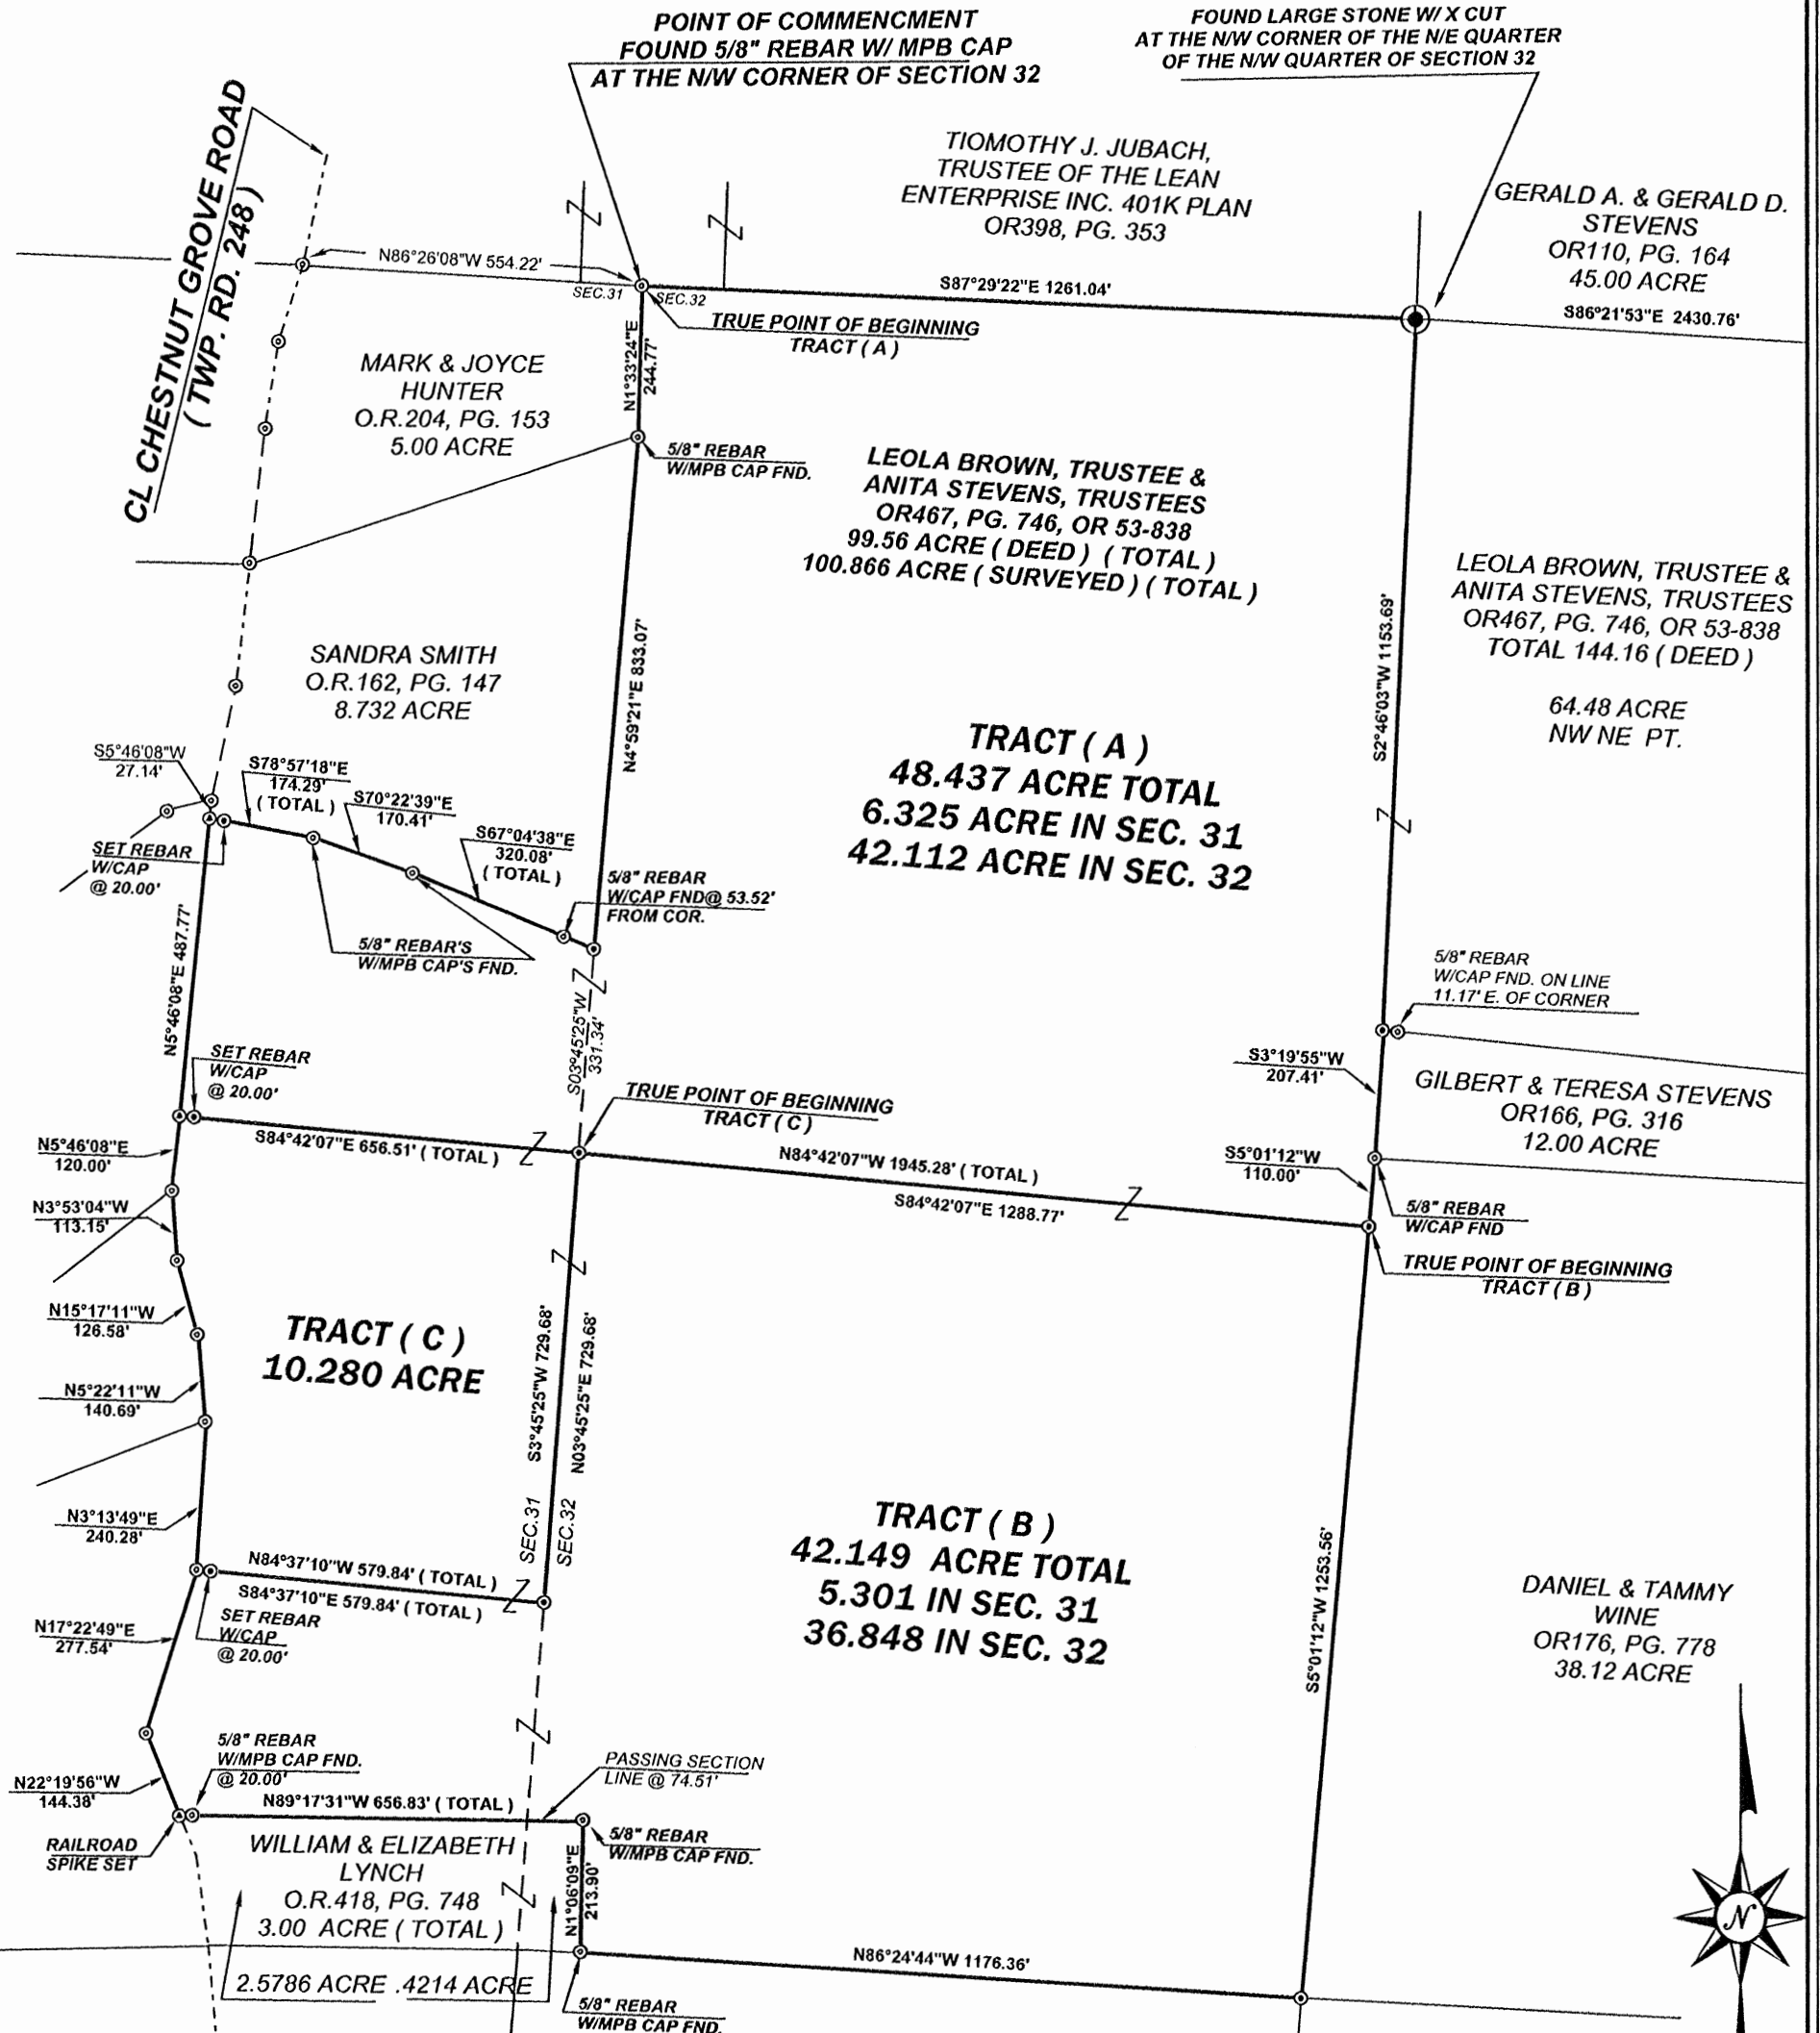 POINT OF COMMENCMENT
FOUND 5/8" REBAR W/ MPB CAP
AT THE N/W CORNER OF SECTION 32
FOUND LARGE STONE W/ X CUT
AT THE N/W CORNER OF THE N/E QUARTER
OF THE N/W QUARTER OF SECTION 32
CL CHESTNUT GROVE ROAD
( TWP. RD. 248 )
TIOMOTHY J. JUBACH,
TRUSTEE OF THE LEAN
ENTERPRISE INC. 401K PLAN
OR398, PG. 353
GERALD A. & GERALD D.
STEVENS
OR110, PG. 164
45.00 ACRE
N86°26'08"W 554.22'
SEC.31
SEC.32
S87°29'22"E 1261.04'
S86°21'53"E 2430.76'
TRUE POINT OF BEGINNING
TRACT ( A )
N1°33'24"E
244.77'
MARK & JOYCE
HUNTER
O.R.204, PG. 153
5.00 ACRE
5/8" REBAR
W/MPB CAP FND.
LEOLA BROWN, TRUSTEE &
ANITA STEVENS, TRUSTEES
OR467, PG. 746, OR 53-838
99.56 ACRE ( DEED ) ( TOTAL )
100.866 ACRE ( SURVEYED ) ( TOTAL )
LEOLA BROWN, TRUSTEE &
ANITA STEVENS, TRUSTEES
OR467, PG. 746, OR 53-838
TOTAL 144.16 ( DEED )
64.48 ACRE
NW NE PT.
SANDRA SMITH
O.R.162, PG. 147
8.732 ACRE
N4°59'21"E 833.07'
S2°46'03"W 1153.69'
TRACT ( A )
48.437 ACRE TOTAL
6.325 ACRE IN SEC. 31
42.112 ACRE IN SEC. 32
S5°46'08"W
27.14'
S78°57'18"E
174.29'
( TOTAL )
S70°22'39"E
170.41'
S67°04'38"E
320.08'
( TOTAL )
SET REBAR
W/CAP
@ 20.00'
5/8" REBAR
W/CAP FND@ 53.52'
FROM COR.
5/8" REBAR'S
W/MPB CAP'S FND.
N5°46'08"E 487.77'
S03°45'25"W
331.34'
5/8" REBAR
W/CAP FND. ON LINE
11.17' E. OF CORNER
SET REBAR
W/CAP
@ 20.00'
S3°19'55"W
207.41'
GILBERT & TERESA STEVENS
OR166, PG. 316
12.00 ACRE
TRUE POINT OF BEGINNING
TRACT ( C )
N5°46'08"E
120.00'
S84°42'07"E 656.51' ( TOTAL )
N84°42'07"W 1945.28' ( TOTAL )
S84°42'07"E 1288.77'
S5°01'12"W
110.00'
5/8" REBAR
W/CAP FND
TRUE POINT OF BEGINNING
TRACT ( B )
N3°53'04"W
113.15'
N15°17'11"W
126.58'
TRACT ( C )
10.280 ACRE
N5°22'11"W
140.69'
S3°45'25"W 729.68'
N03°45'25"E 729.68'
SEC.31
SEC.32
N3°13'49"E
240.28'
N84°37'10"W 579.84' ( TOTAL )
S84°37'10"E 579.84' ( TOTAL )
SET REBAR
W/CAP
@ 20.00'
TRACT ( B )
42.149 ACRE TOTAL
5.301 IN SEC. 31
36.848 IN SEC. 32
S5°01'12"W 1253.56'
DANIEL & TAMMY
WINE
OR176, PG. 778
38.12 ACRE
N17°22'49"E
277.54'
5/8" REBAR
W/MPB CAP FND.
@ 20.00'
PASSING SECTION
LINE @ 74.51'
N22°19'56"W
144.38'
N89°17'31"W 656.83' ( TOTAL )
RAILROAD
SPIKE SET
5/8" REBAR
W/MPB CAP FND.
WILLIAM & ELIZABETH
LYNCH
O.R.418, PG. 748
3.00 ACRE ( TOTAL )
N1°06'09"E
213.90'
N
N86°24'44"W 1176.36'
2.5786 ACRE .4214 ACRE
5/8" REBAR
W/MPB CAP FND.